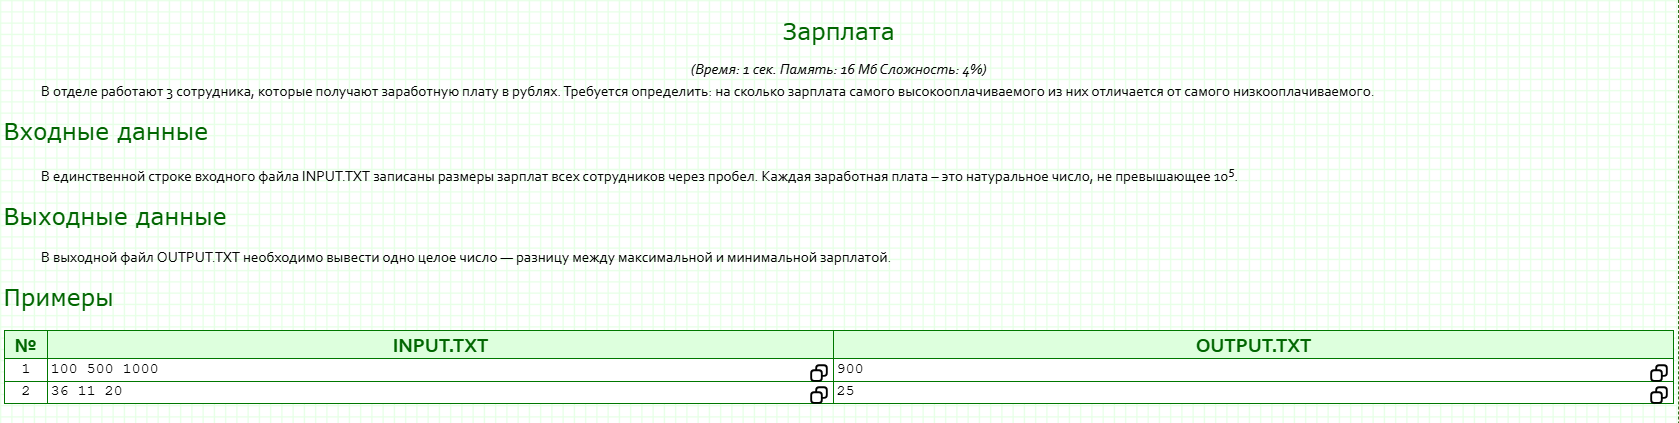 Зарплата
(Время: 1 сек. Память: 16 Мб Сложность: 4%)
В отделе работают 3 сотрудника, которые получают заработную плату в рублях. Требуется определить: на сколько зарплата самого высокооплачиваемого из них отличается от самого низкооплачиваемого.
Входные данные
В единственной строке входного файла INPUT.TXT записаны размеры зарплат всех сотрудников через пробел. Каждая заработная плата – это натуральное число, не превышающее 10⁵.
Выходные данные
В выходной файл OUTPUT.TXT необходимо вывести одно целое число — разницу между максимальной и минимальной зарплатой.
Примеры
№ INPUT.TXT OUTPUT.TXT
1 100 500 1000 900
2 36 11 20 25